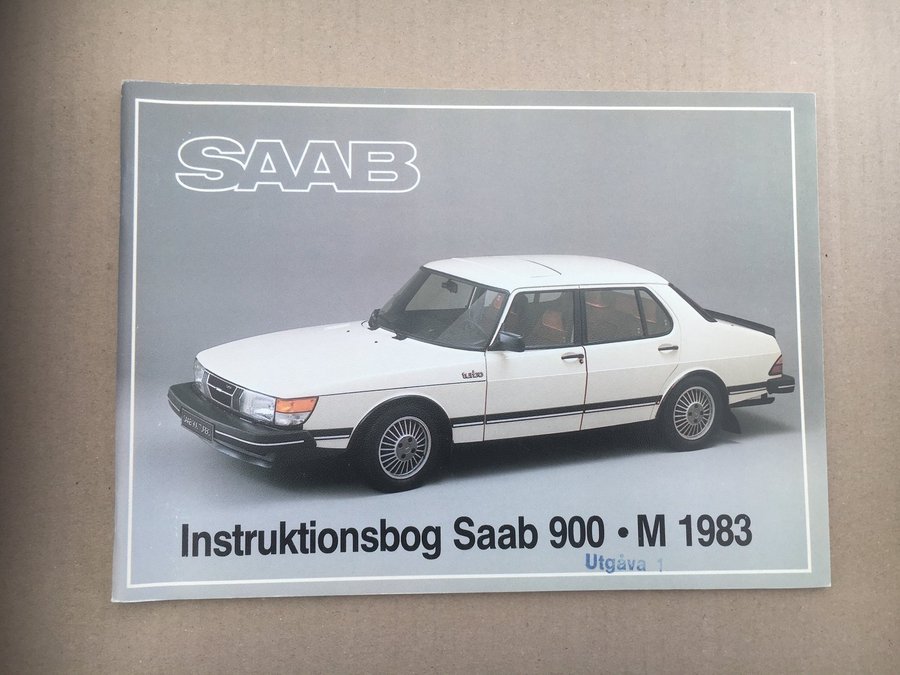 SAAB
turbo
Instruktionsbog Saab 900 • M 1983
Utgåva 1